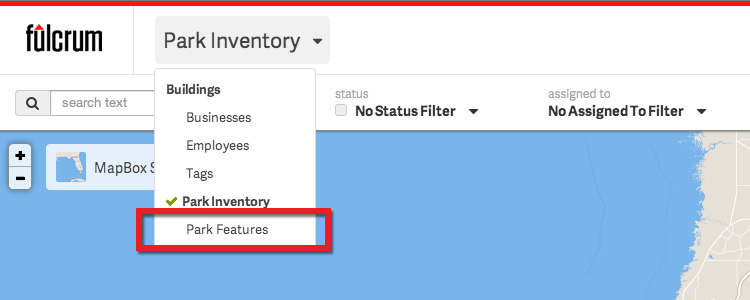 fulcrum
Park Inventory
Buildings
Businesses
Employees
Tags
Park Inventory
Park Features
search text
status
No Status Filter
assigned to
No Assigned To Filter
+
-
MapBox S